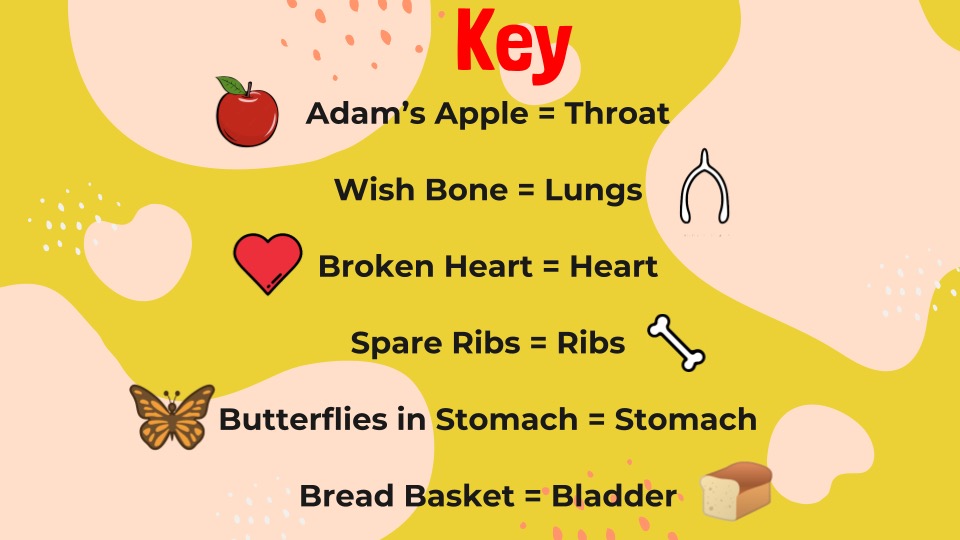 Key
Adam’s Apple = Throat
Wish Bone = Lungs
Broken Heart = Heart
Spare Ribs = Ribs
Butterflies in Stomach = Stomach
Bread Basket = Bladder